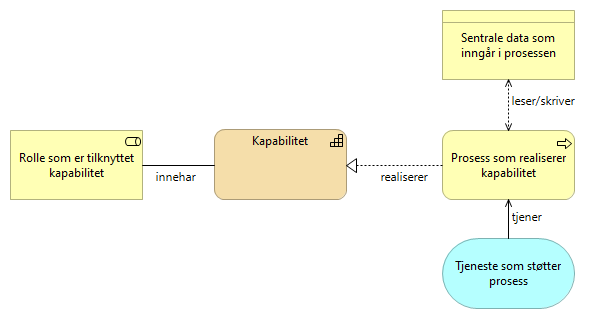 Sentrale data som
inngår i prosessen
leser/skriver
Rolle som er tilknyttet
kapabilitet
innehar
Kapabilitet
realiserer
Prosess som realiserer
kapabilitet
tjener
Tjeneste som støtter
prosess